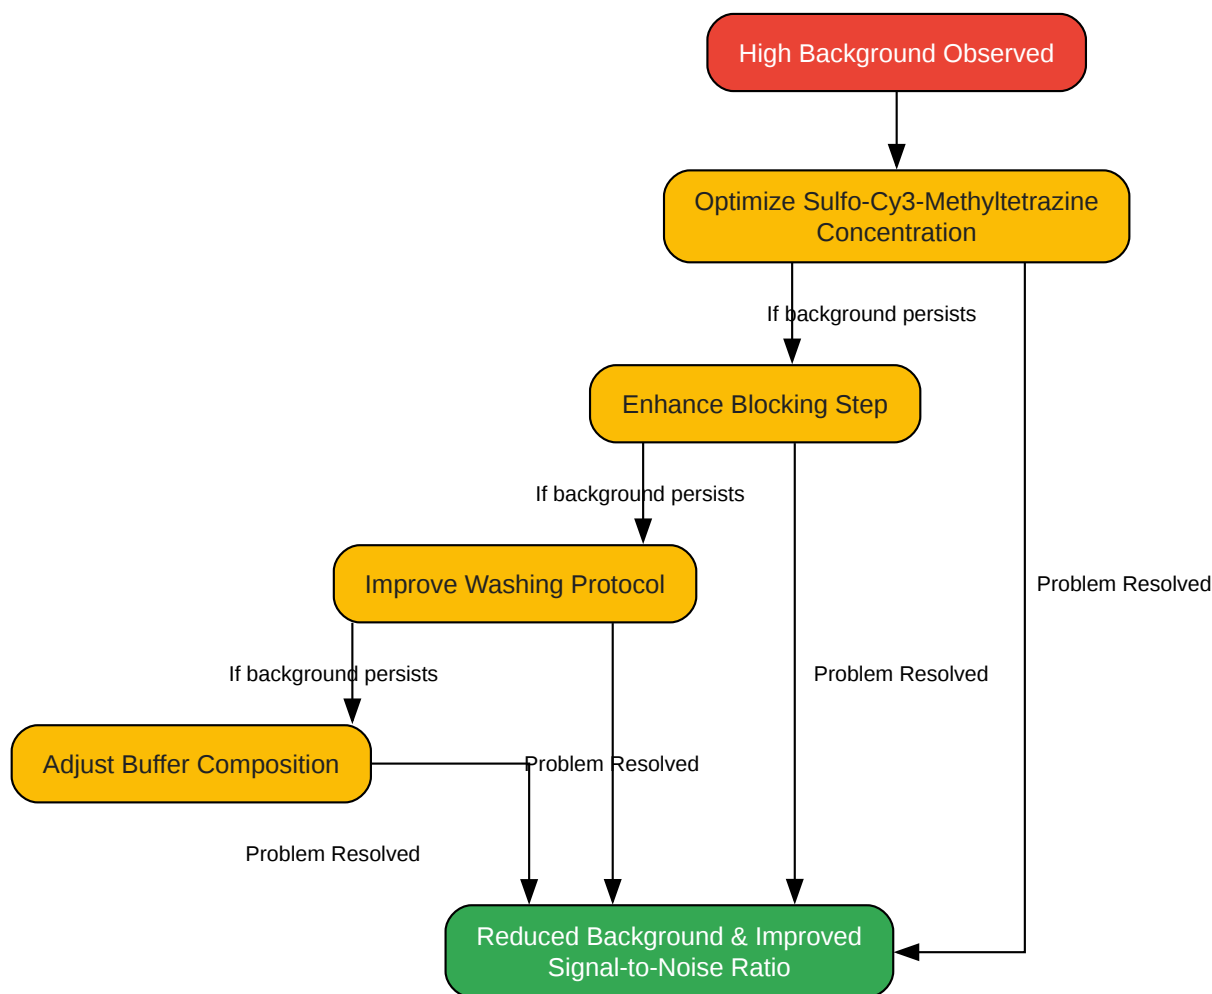 High Background Observed
Optimize Sulfo-Cy3-Methyltetrazine
Concentration
If background persists
Enhance Blocking Step
If background persists
Improve Washing Protocol
Problem Resolved
If background persists
Problem Resolved
Adjust Buffer Composition
Problem Resolved
Problem Resolved
Reduced Background & Improved
Signal-to-Noise Ratio